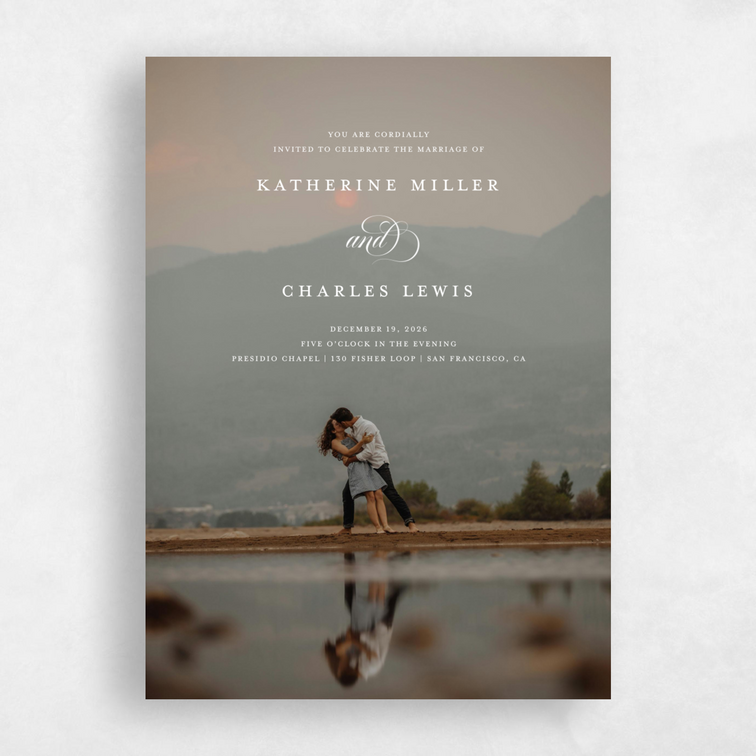 YOU ARE CORDIALLY
INVITED TO CELEBRATE THE MARRIAGE OF
KATHERINE MILLER
and
CHARLES LEWIS
DECEMBER 19, 2026
FIVE O'CLOCK IN THE EVENING
PRESIDIO CHAPEL | 130 FISHER LOOP | SAN FRANCISCO, CA